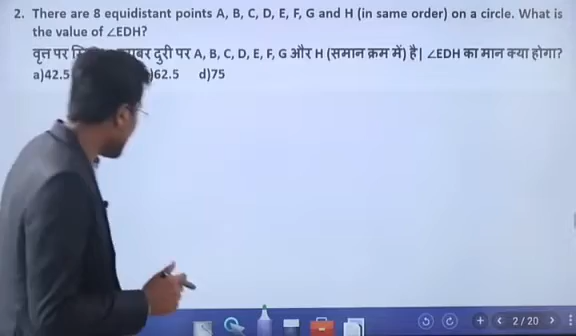 2. There are 8 equidistant points A, B, C, D, E, F, G and H (in same order) on a circle. What is
the value of ∠EDH?
वृत्त पर दुरी पर A, B, C, D, E, F, G और H (समान क्रम में) है| ∠EDH का मान क्या होगा?
a)42.5 )62.5 d)75
2 / 20